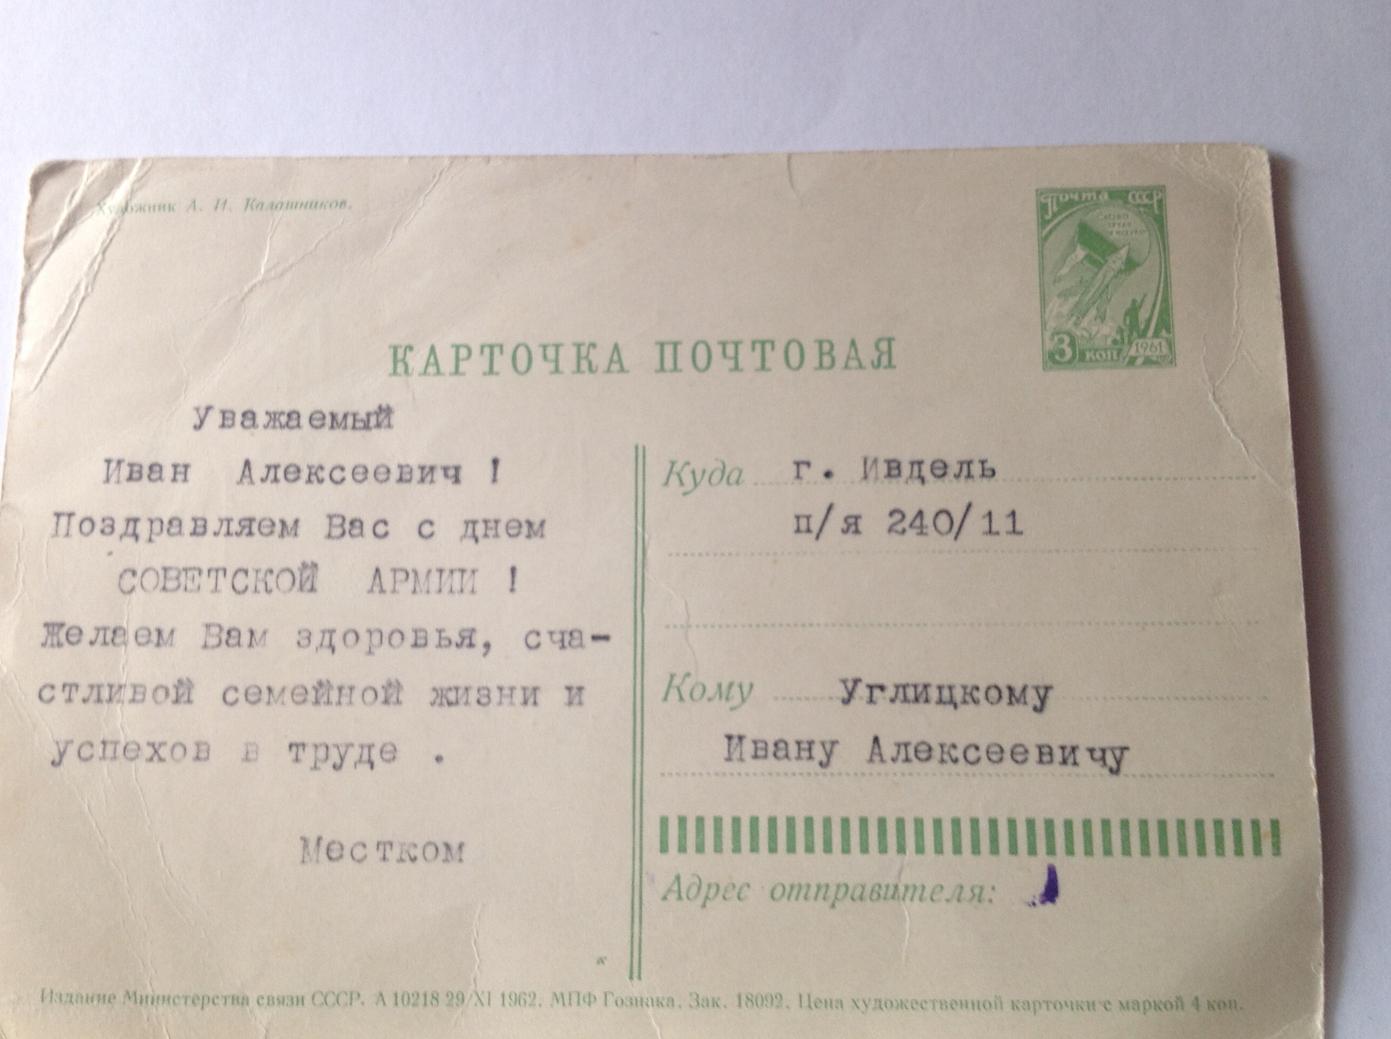 Художник А. И. Калашников.
Почта СССР
3 коп 1961
КАРТОЧКА ПОЧТОВАЯ
Уважаемый
Иван Алексеевич !
Поздравляем Вас с днем
СОВЕТСКОЙ АРМИИ !
Желаем Вам здоровья, сча-
стливой семейной жизни и
успехов в труде .
Местком
Куда г. Ивдель
п/я 240/11
Кому Углицкому
Ивану Алексеевичу
Адрес отправителя:
Издание Министерства связи СССР. А 10218 29/XI 1962. МПФ Гознака. Зак. 18092. Цена художественной карточки с маркой 4 коп.